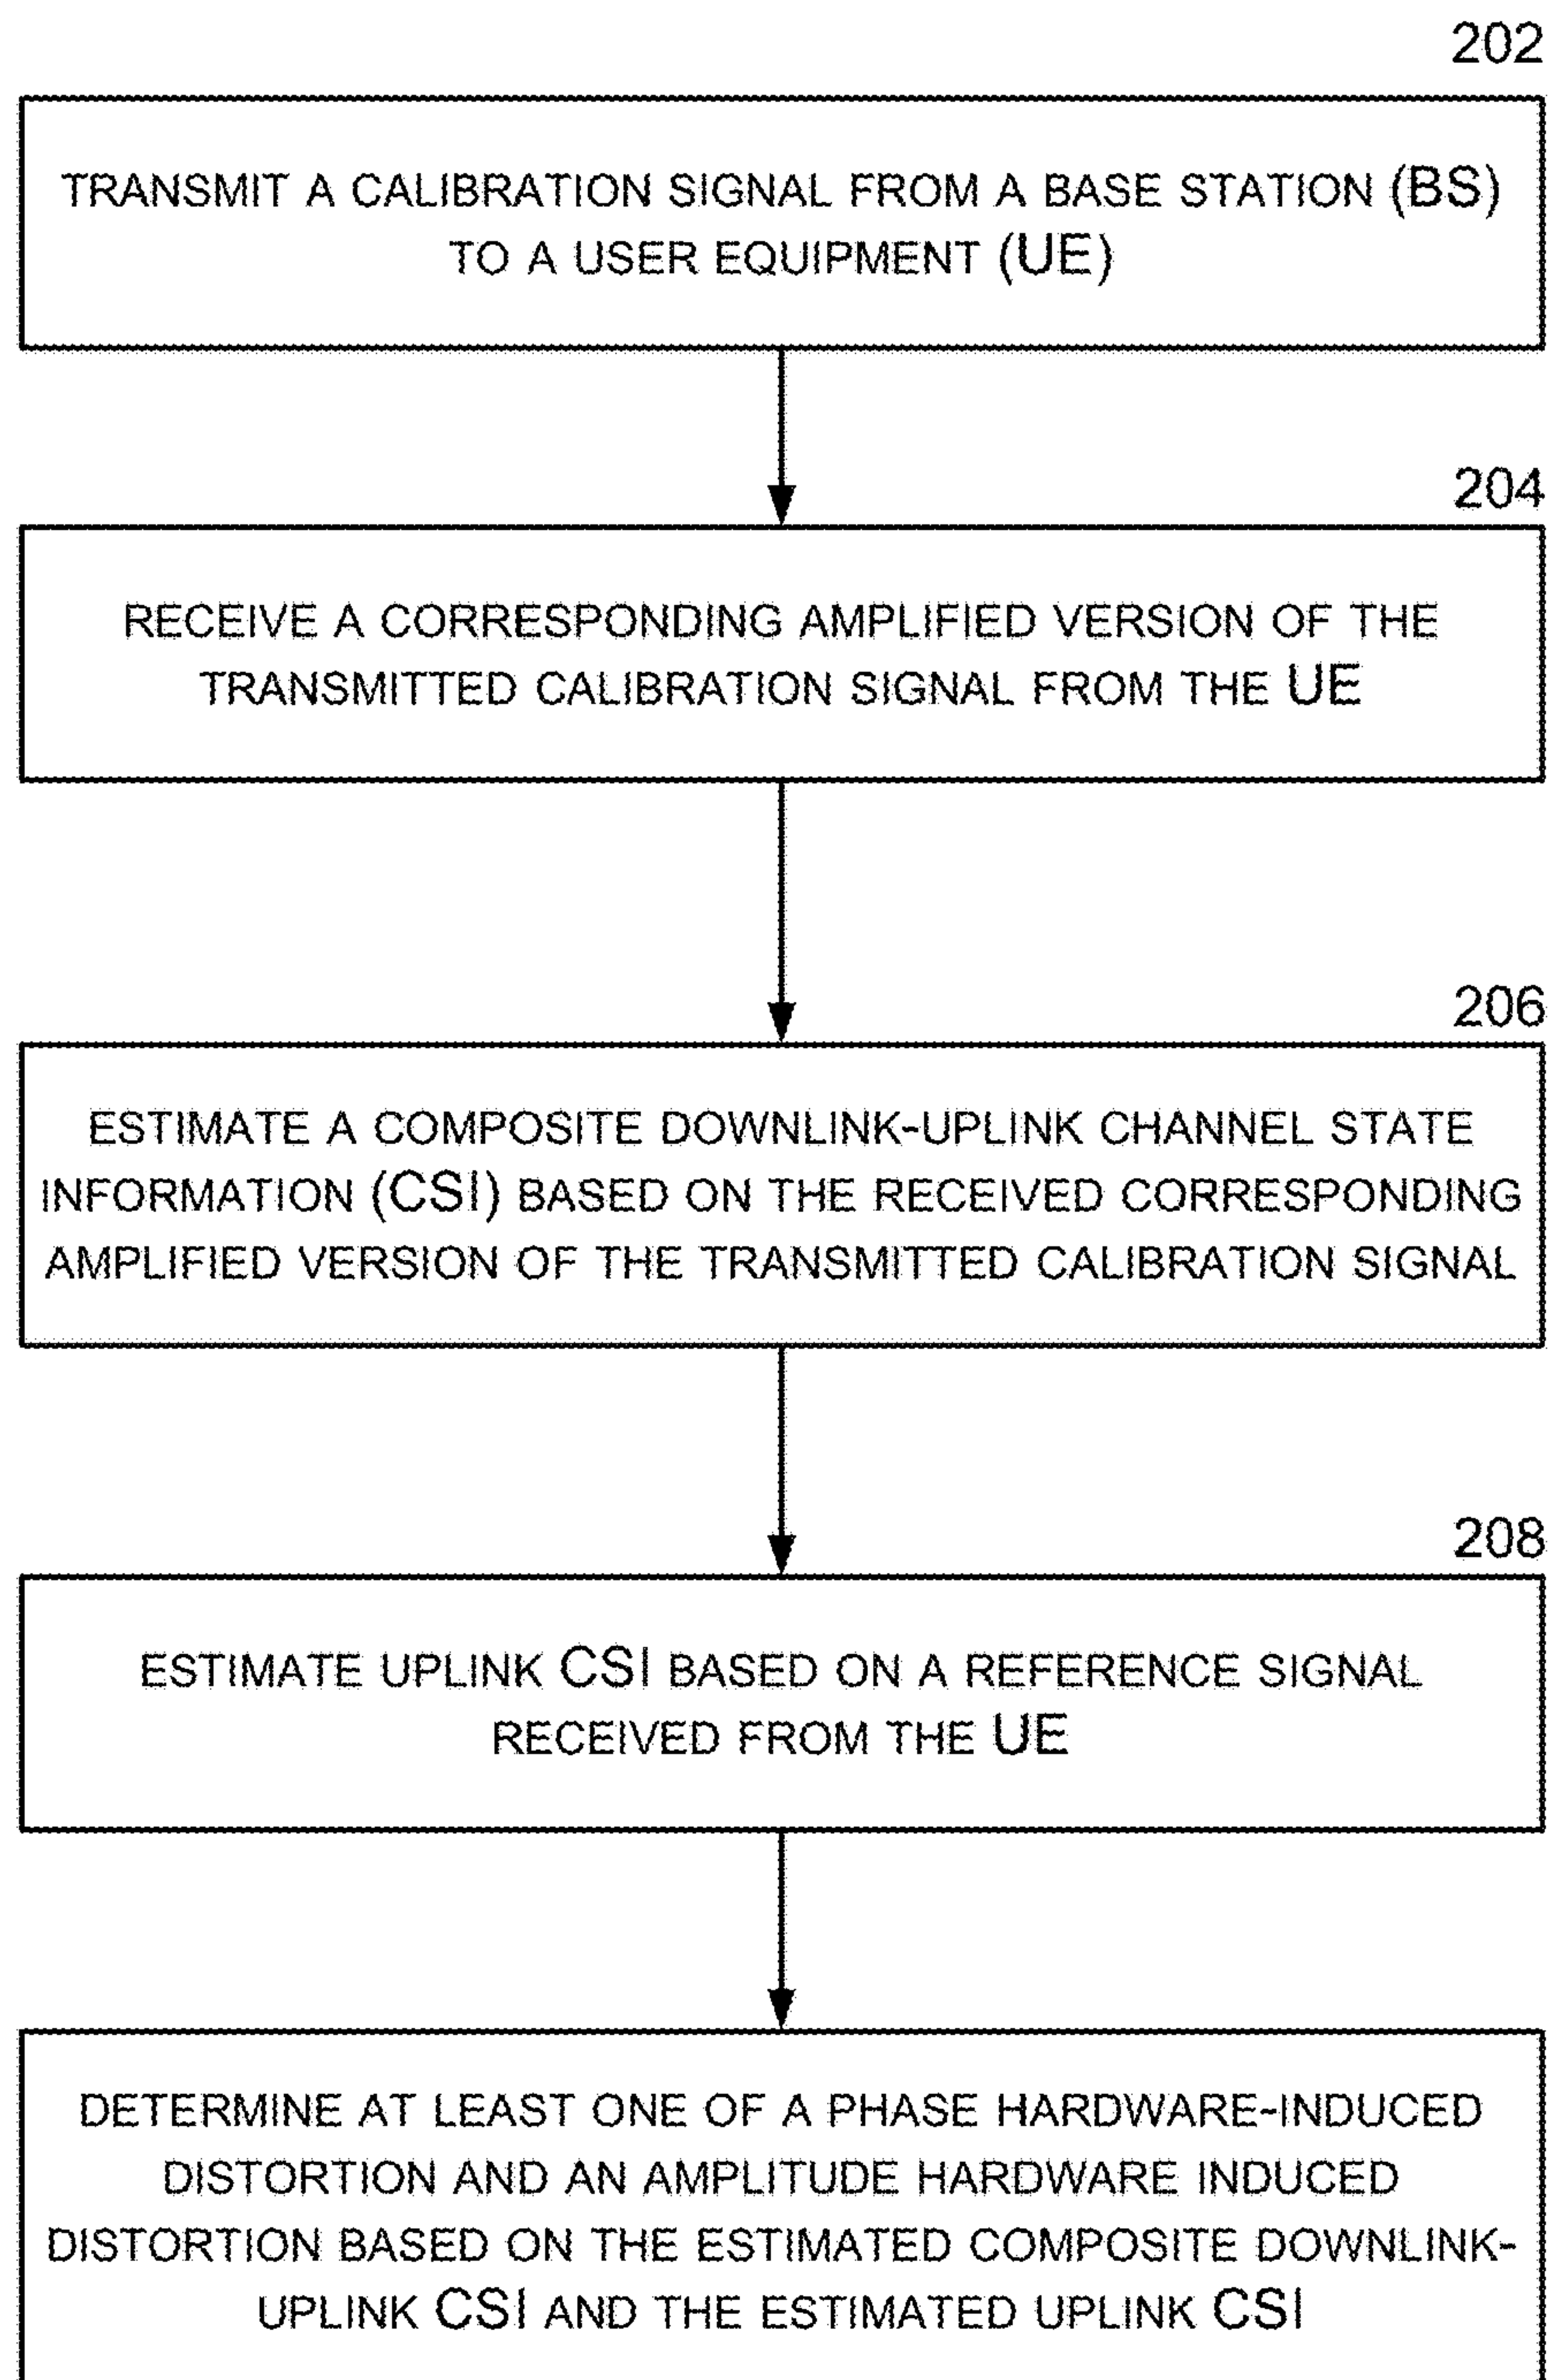 202
TRANSMIT A CALIBRATION SIGNAL FROM A BASE STATION (BS)
TO A USER EQUIPMENT (UE)
204
RECEIVE A CORRESPONDING AMPLIFIED VERSION OF THE
TRANSMITTED CALIBRATION SIGNAL FROM THE UE
206
ESTIMATE A COMPOSITE DOWNLINK-UPLINK CHANNEL STATE
INFORMATION (CSI) BASED ON THE RECEIVED CORRESPONDING
AMPLIFIED VERSION OF THE TRANSMITTED CALIBRATION SIGNAL
208
ESTIMATE UPLINK CSI BASED ON A REFERENCE SIGNAL
RECEIVED FROM THE UE
DETERMINE AT LEAST ONE OF A PHASE HARDWARE-INDUCED
DISTORTION AND AN AMPLITUDE HARDWARE INDUCED
DISTORTION BASED ON THE ESTIMATED COMPOSITE DOWNLINK-
UPLINK CSI AND THE ESTIMATED UPLINK CSI